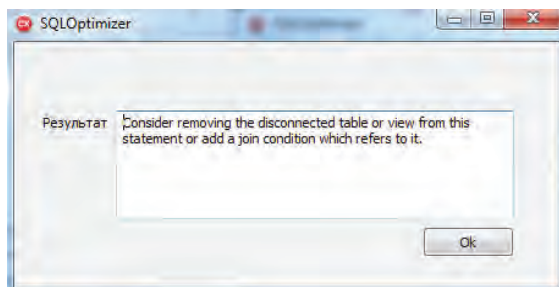 SQLOptimizer
Результат
Consider removing the disconnected table or view from this
statement or add a join condition which refers to it.
Ok